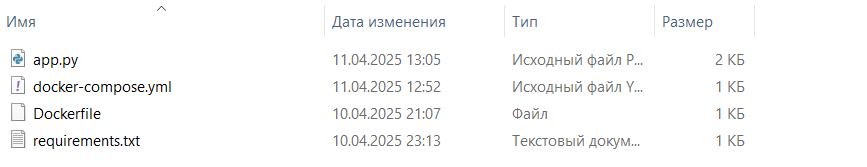 Имя Дата изменения Тип Размер
app.py 11.04.2025 13:05 Исходный файл P... 2 КБ
docker-compose.yml 11.04.2025 12:52 Исходный файл Y... 1 КБ
Dockerfile 10.04.2025 21:07 Файл 1 КБ
requirements.txt 10.04.2025 23:13 Текстовый докум... 1 КБ